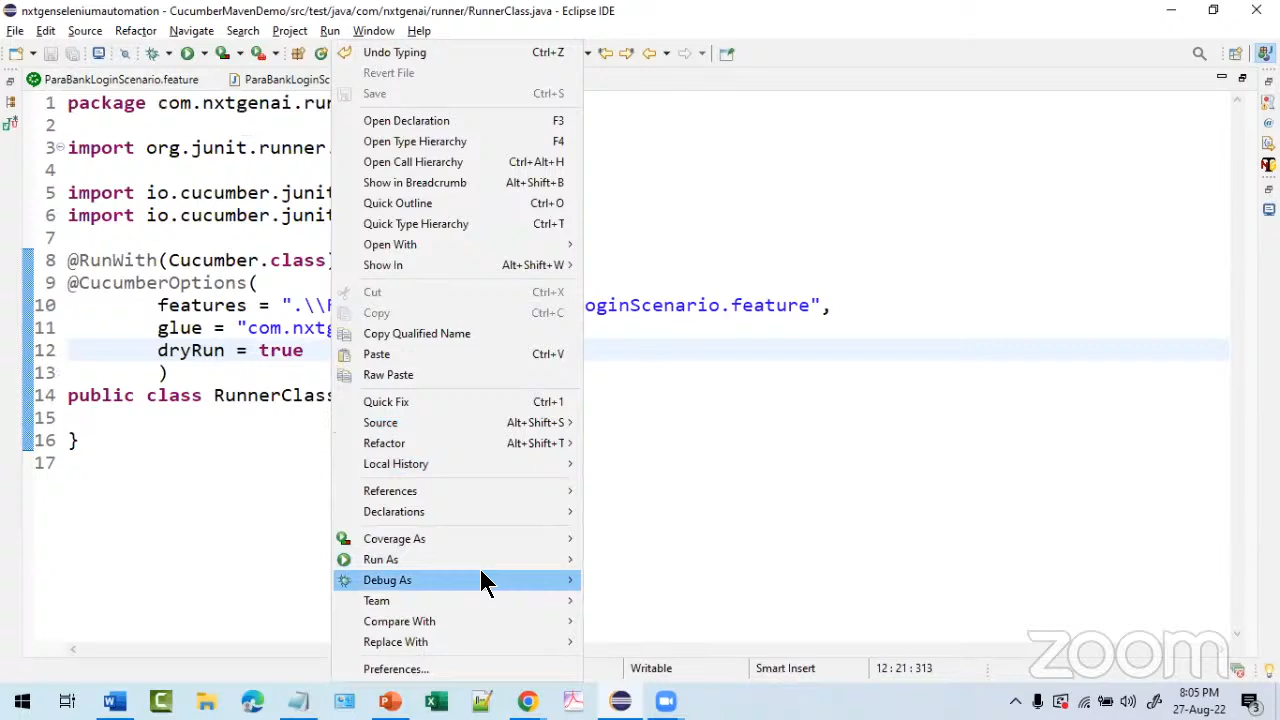 nxtgenseleniumautomation - CucumberMavenDemo/src/test/java/com/nxtgenai/runner/RunnerClass.java - Eclipse IDE
File Edit Source Refactor Navigate Search Project Run Window Help
ParaBankLoginScenario.feature ParaBankLoginSc
1 package com.nxtgenai.run
2
3 import org.junit.runner.
4
5 import io.cucumber.junit
6 import io.cucumber.junit
7
8 @RunWith(Cucumber.class)
9 @CucumberOptions(
10 features = ".\\ oginScenario.feature",
11 glue = "com.nxtg
12 dryRun = true
13 )
14 public class RunnerClass
15
16 }
17
Undo Typing Ctrl+Z
Revert File
Save Ctrl+S
Open Declaration F3
Open Type Hierarchy F4
Open Call Hierarchy Ctrl+Alt+H
Show in Breadcrumb Alt+Shift+B
Quick Outline Ctrl+O
Quick Type Hierarchy Ctrl+T
Open With
Show In Alt+Shift+W
Cut Ctrl+X
Copy Ctrl+C
Copy Qualified Name
Paste Ctrl+V
Raw Paste
Quick Fix Ctrl+1
Source Alt+Shift+S
Refactor Alt+Shift+T
Local History
References
Declarations
Coverage As
Run As
Debug As
Team
Compare With
Replace With
Preferences...
Writable Smart Insert 12 : 21 : 313
zoom
8:05 PM
27-Aug-22
3